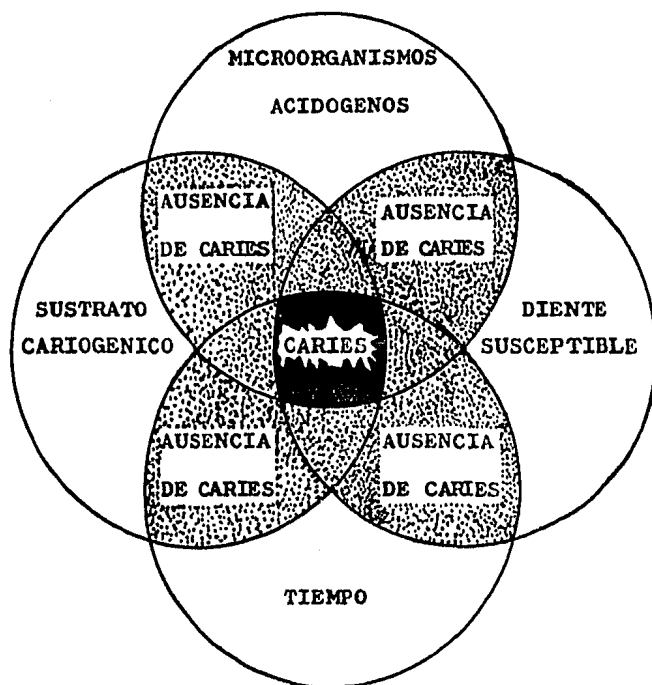 MICROORGANISMOS
ACIDOGENOS
AUSENCIA
DE CARIES
AUSENCIA
DE CARIES
SUSTRATO
CARIOGENICO
CARIES
DIENTE
SUSCEPTIBLE
AUSENCIA
DE CARIES
AUSENCIA
DE CARIES
TIEMPO